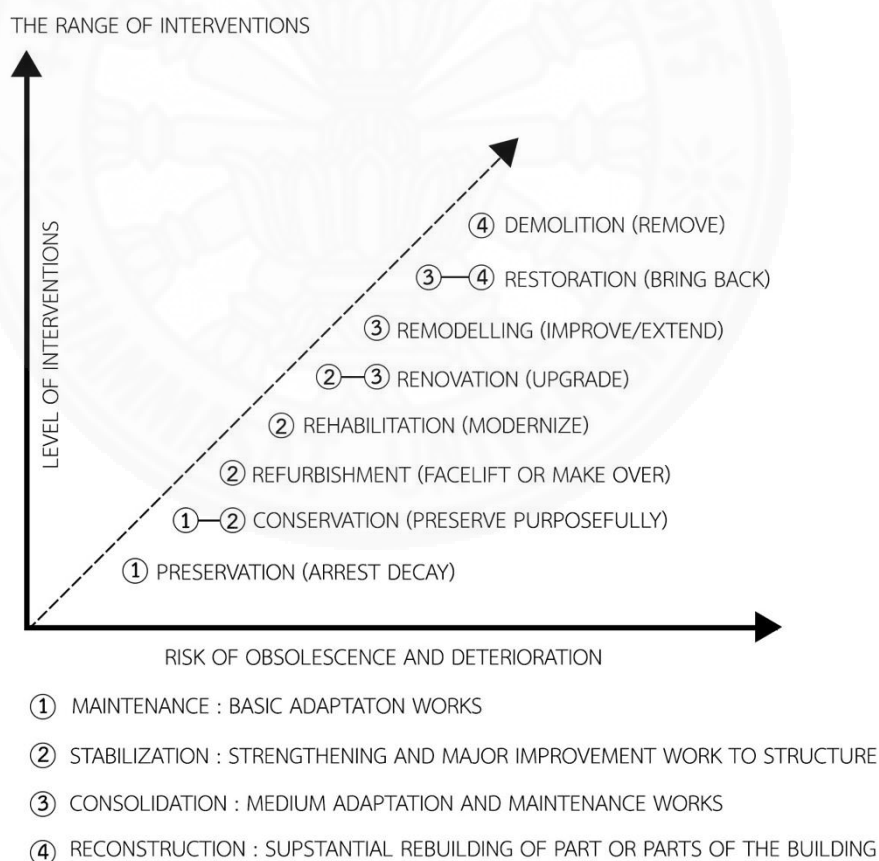 THE RANGE OF INTERVENTIONS
LEVEL OF INTERVENTIONS
④ DEMOLITION (REMOVE)
③—④ RESTORATION (BRING BACK)
③ REMODELLING (IMPROVE/EXTEND)
②—③ RENOVATION (UPGRADE)
② REHABILITATION (MODERNIZE)
② REFURBISHMENT (FACELIFT OR MAKE OVER)
①—② CONSERVATION (PRESERVE PURPOSEFULLY)
① PRESERVATION (ARREST DECAY)
RISK OF OBSOLESCENCE AND DETERIORATION
① MAINTENANCE : BASIC ADAPTATON WORKS
② STABILIZATION : STRENGTHENING AND MAJOR IMPROVEMENT WORK TO STRUCTURE
③ CONSOLIDATION : MEDIUM ADAPTATION AND MAINTENANCE WORKS
④ RECONSTRUCTION : SUPSTANTIAL REBUILDING OF PART OR PARTS OF THE BUILDING